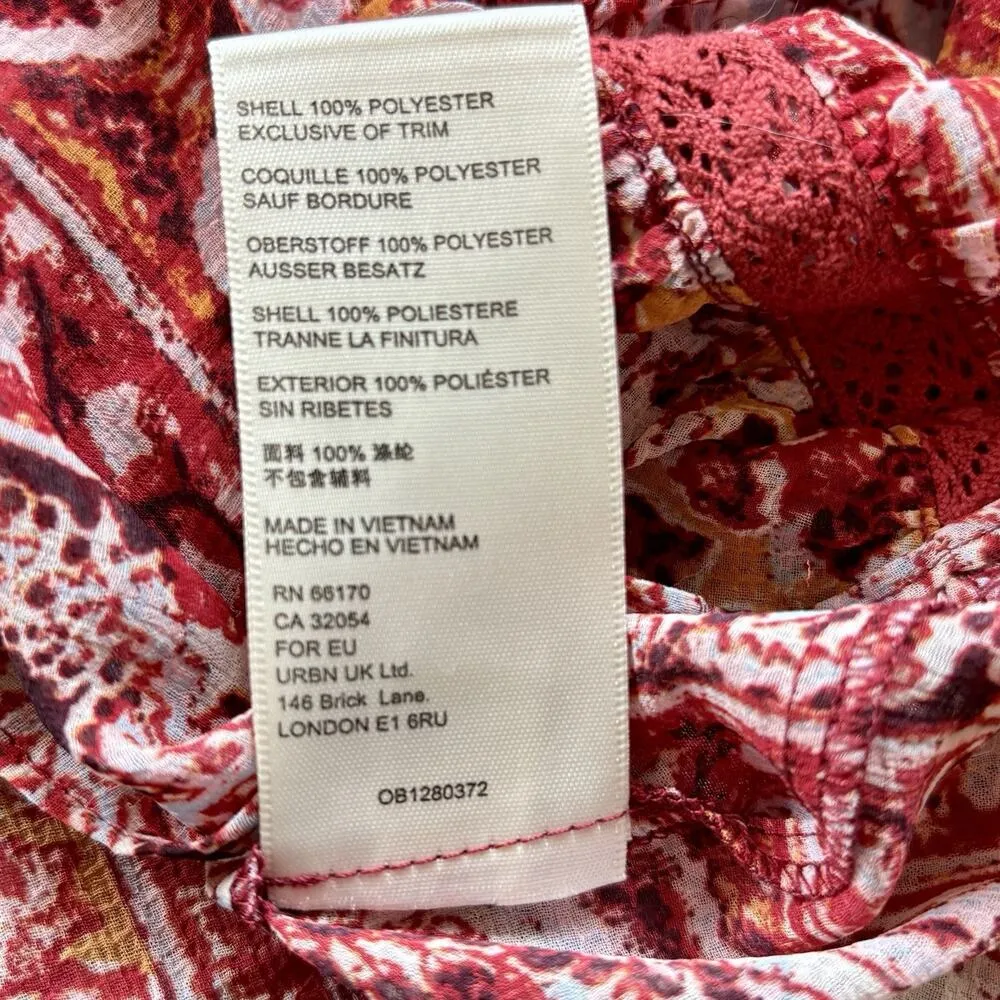 SHELL 100% POLYESTER
EXCLUSIVE OF TRIM
COQUILLE 100% POLYESTER
SAUF BORDURE
OBERSTOFF 100% POLYESTER
AUSSER BESATZ
SHELL 100% POLIESTERE
TRANNE LA FINITURA
EXTERIOR 100% POLIÉSTER
SIN RIBETES
面料 100% 涤纶
不包含辅料
MADE IN VIETNAM
HECHO EN VIETNAM
RN 66170
CA 32054
FOR EU
URBN UK Ltd.
146 Brick Lane.
LONDON E1 6RU
OB1280372